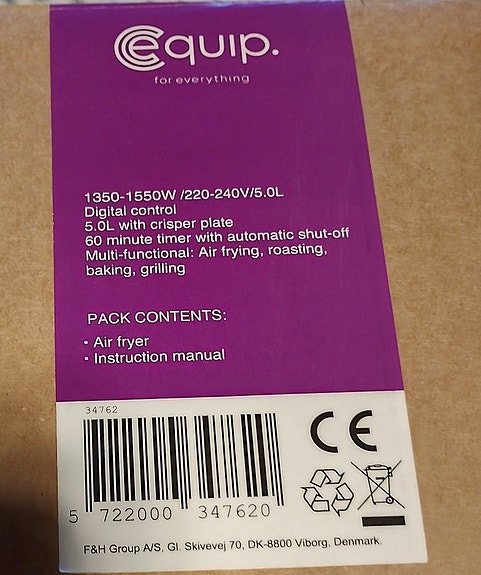 equip.
for everything
1350-1550W /220-240V/5.0L
Digital control
5.0L with crisper plate
60 minute timer with automatic shut-off
Multi-functional: Air frying, roasting,
baking, grilling
PACK CONTENTS:
• Air fryer
• Instruction manual
34762
CE
5 722000 347620
F&H Group A/S, Gl. Skivevej 70, DK-8800 Viborg, Denmark.